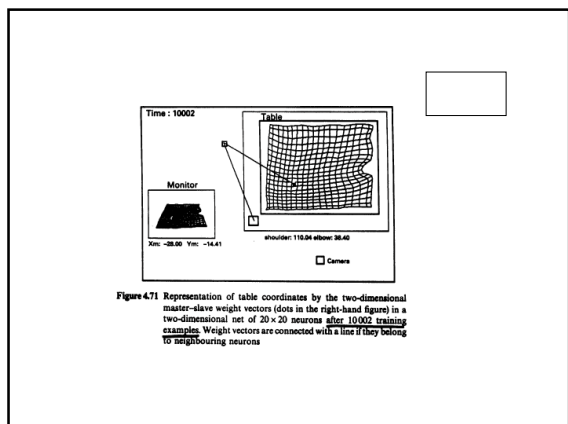 Time : 10002
Table
Monitor
Xm: -28.00 Ym: -14.41
shoulder: 110.04 elbow: 38.40
Camera
Figure 4.71 Representation of table coordinates by the two-dimensional
master–slave weight vectors (dots in the right-hand figure) in a
two-dimensional net of 20 × 20 neurons after 10 002 training
examples. Weight vectors are connected with a line if they belong
to neighbouring neurons